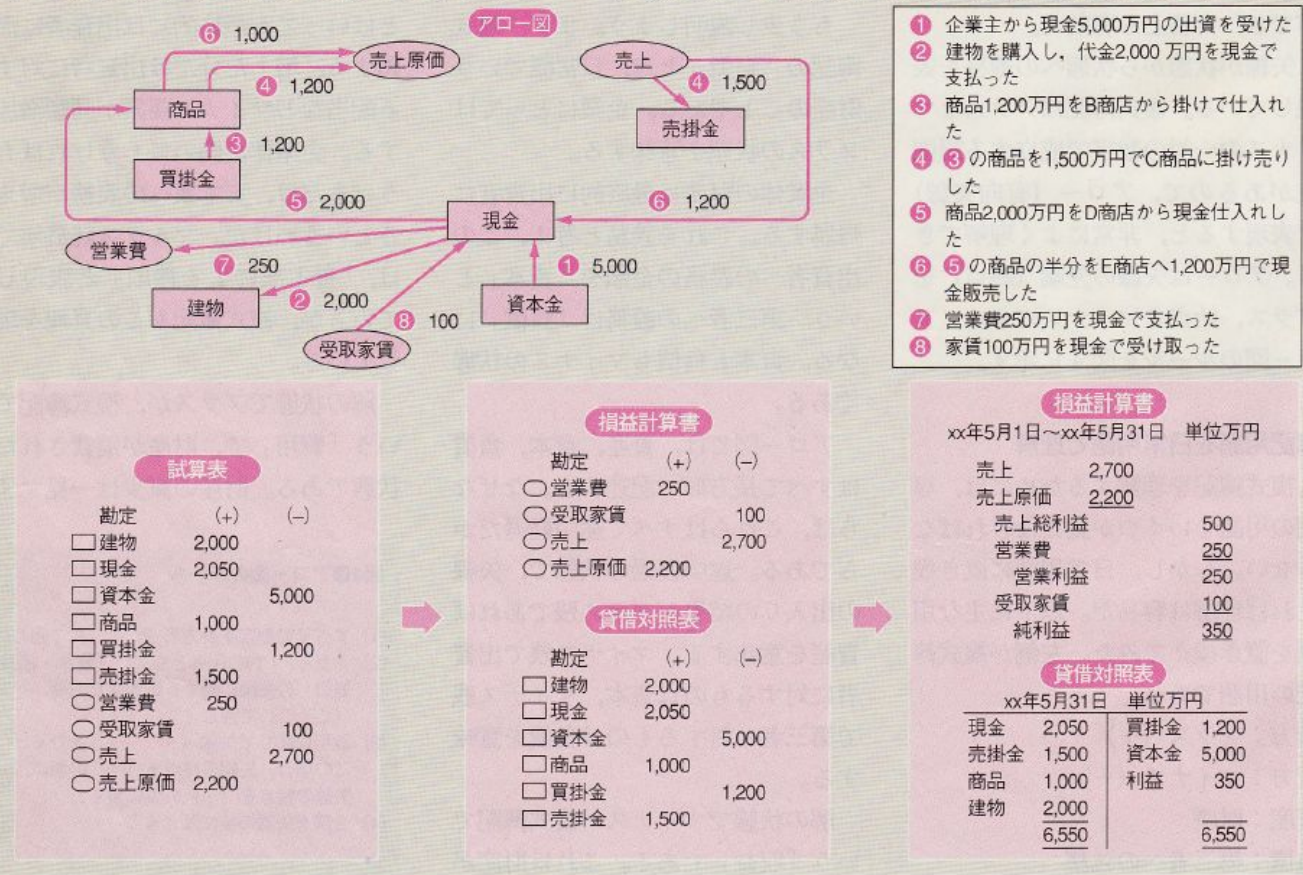 アロー図
❻ 1,000
売上原価
❹ 1,200
商品
❸ 1,200
買掛金
売上
❹ 1,500
売掛金
❺ 2,000
現金
❻ 1,200
営業費
❼ 250
建物
❷ 2,000
❶ 5,000
資本金
❽ 100
受取家賃
❶ 企業主から現金5,000万円の出資を受けた
❷ 建物を購入し，代金2,000万円を現金で
支払った
❸ 商品1,200万円をB商店から掛けで仕入れ
た
❹ ❸の商品を1,500万円でC商品に掛け売り
した
❺ 商品2,000万円をD商店から現金仕入れし
た
❻ ❺の商品の半分をE商店へ1,200万円で現
金販売した
❼ 営業費250万円を現金で支払った
❽ 家賃100万円を現金で受け取った
試算表
勘定 (+) (−)
□建物 2,000
□現金 2,050
□資本金 5,000
□商品 1,000
□買掛金 1,200
□売掛金 1,500
○営業費 250
○受取家賃 100
○売上 2,700
○売上原価 2,200
損益計算書
勘定 (+) (−)
○営業費 250
○受取家賃 100
○売上 2,700
○売上原価 2,200
貸借対照表
勘定 (+) (−)
□建物 2,000
□現金 2,050
□資本金 5,000
□商品 1,000
□買掛金 1,200
□売掛金 1,500
損益計算書
xx年5月1日～xx年5月31日 単位万円
売上 2,700
売上原価 2,200
売上総利益 500
営業費 250
営業利益 250
受取家賃 100
純利益 350
貸借対照表
xx年5月31日 単位万円
現金 2,050 買掛金 1,200
売掛金 1,500 資本金 5,000
商品 1,000 利益 350
建物 2,000
6,550 6,550